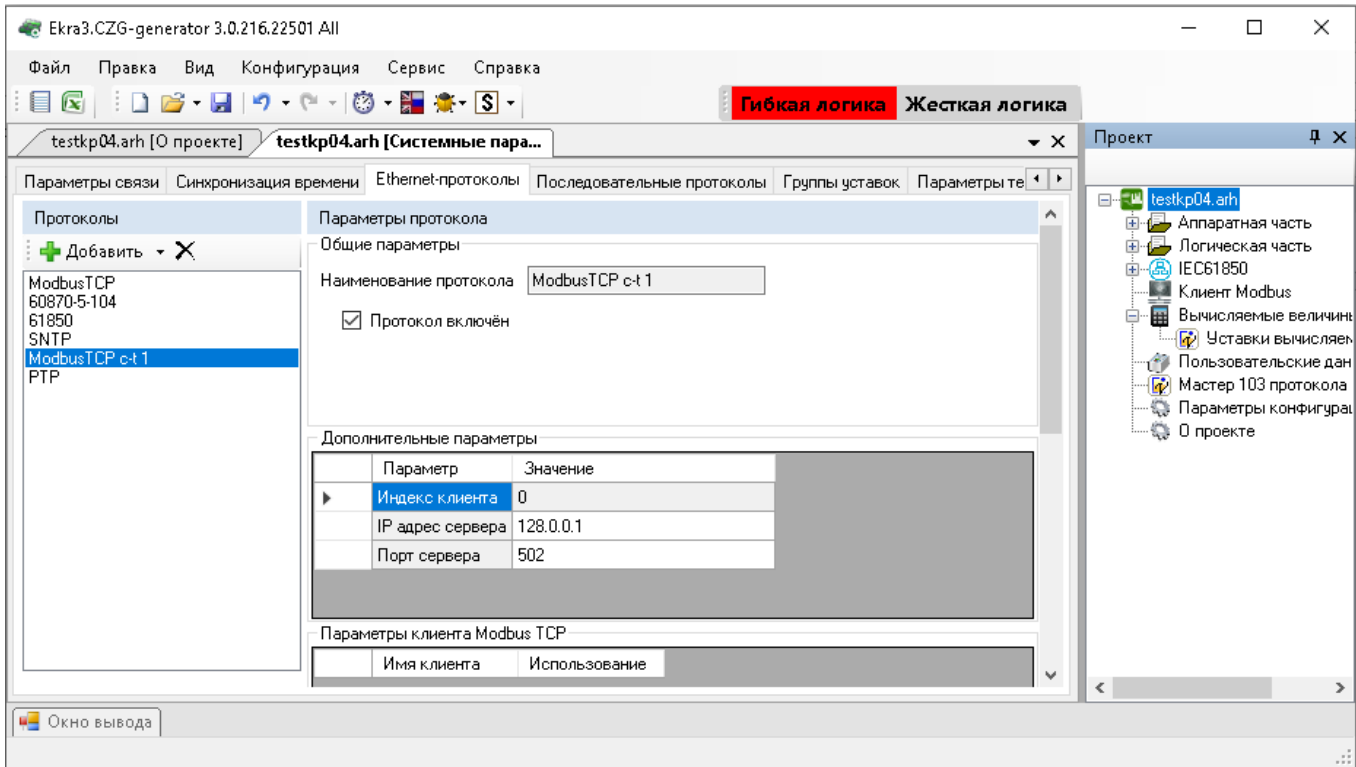 Ekra3.CZG-generator 3.0.216.22501 All
Файл Правка Вид Конфигурация Сервис Справка
S
Гибкая логика Жесткая логика
testkp04.arh [О проекте] testkp04.arh [Системные пара...
Параметры связи Синхронизация времени Ethernet-протоколы Последовательные протоколы Группы уставок Параметры те
Протоколы
Добавить
ModbusTCP
60870-5-104
61850
SNTP
ModbusTCP c-t 1
PTP
Параметры протокола
Общие параметры
Наименование протокола ModbusTCP c-t 1
Протокол включён
Дополнительные параметры
Параметр Значение
Индекс клиента 0
IP адрес сервера 128.0.0.1
Порт сервера 502
Параметры клиента Modbus TCP
Имя клиента Использование
Проект
testkp04.arh
Аппаратная часть
Логическая часть
IEC61850
Клиент Modbus
Вычисляемые величины
Уставки вычисляем
Пользовательские дан
Мастер 103 протокола
Параметры конфигурац
О проекте
Окно вывода